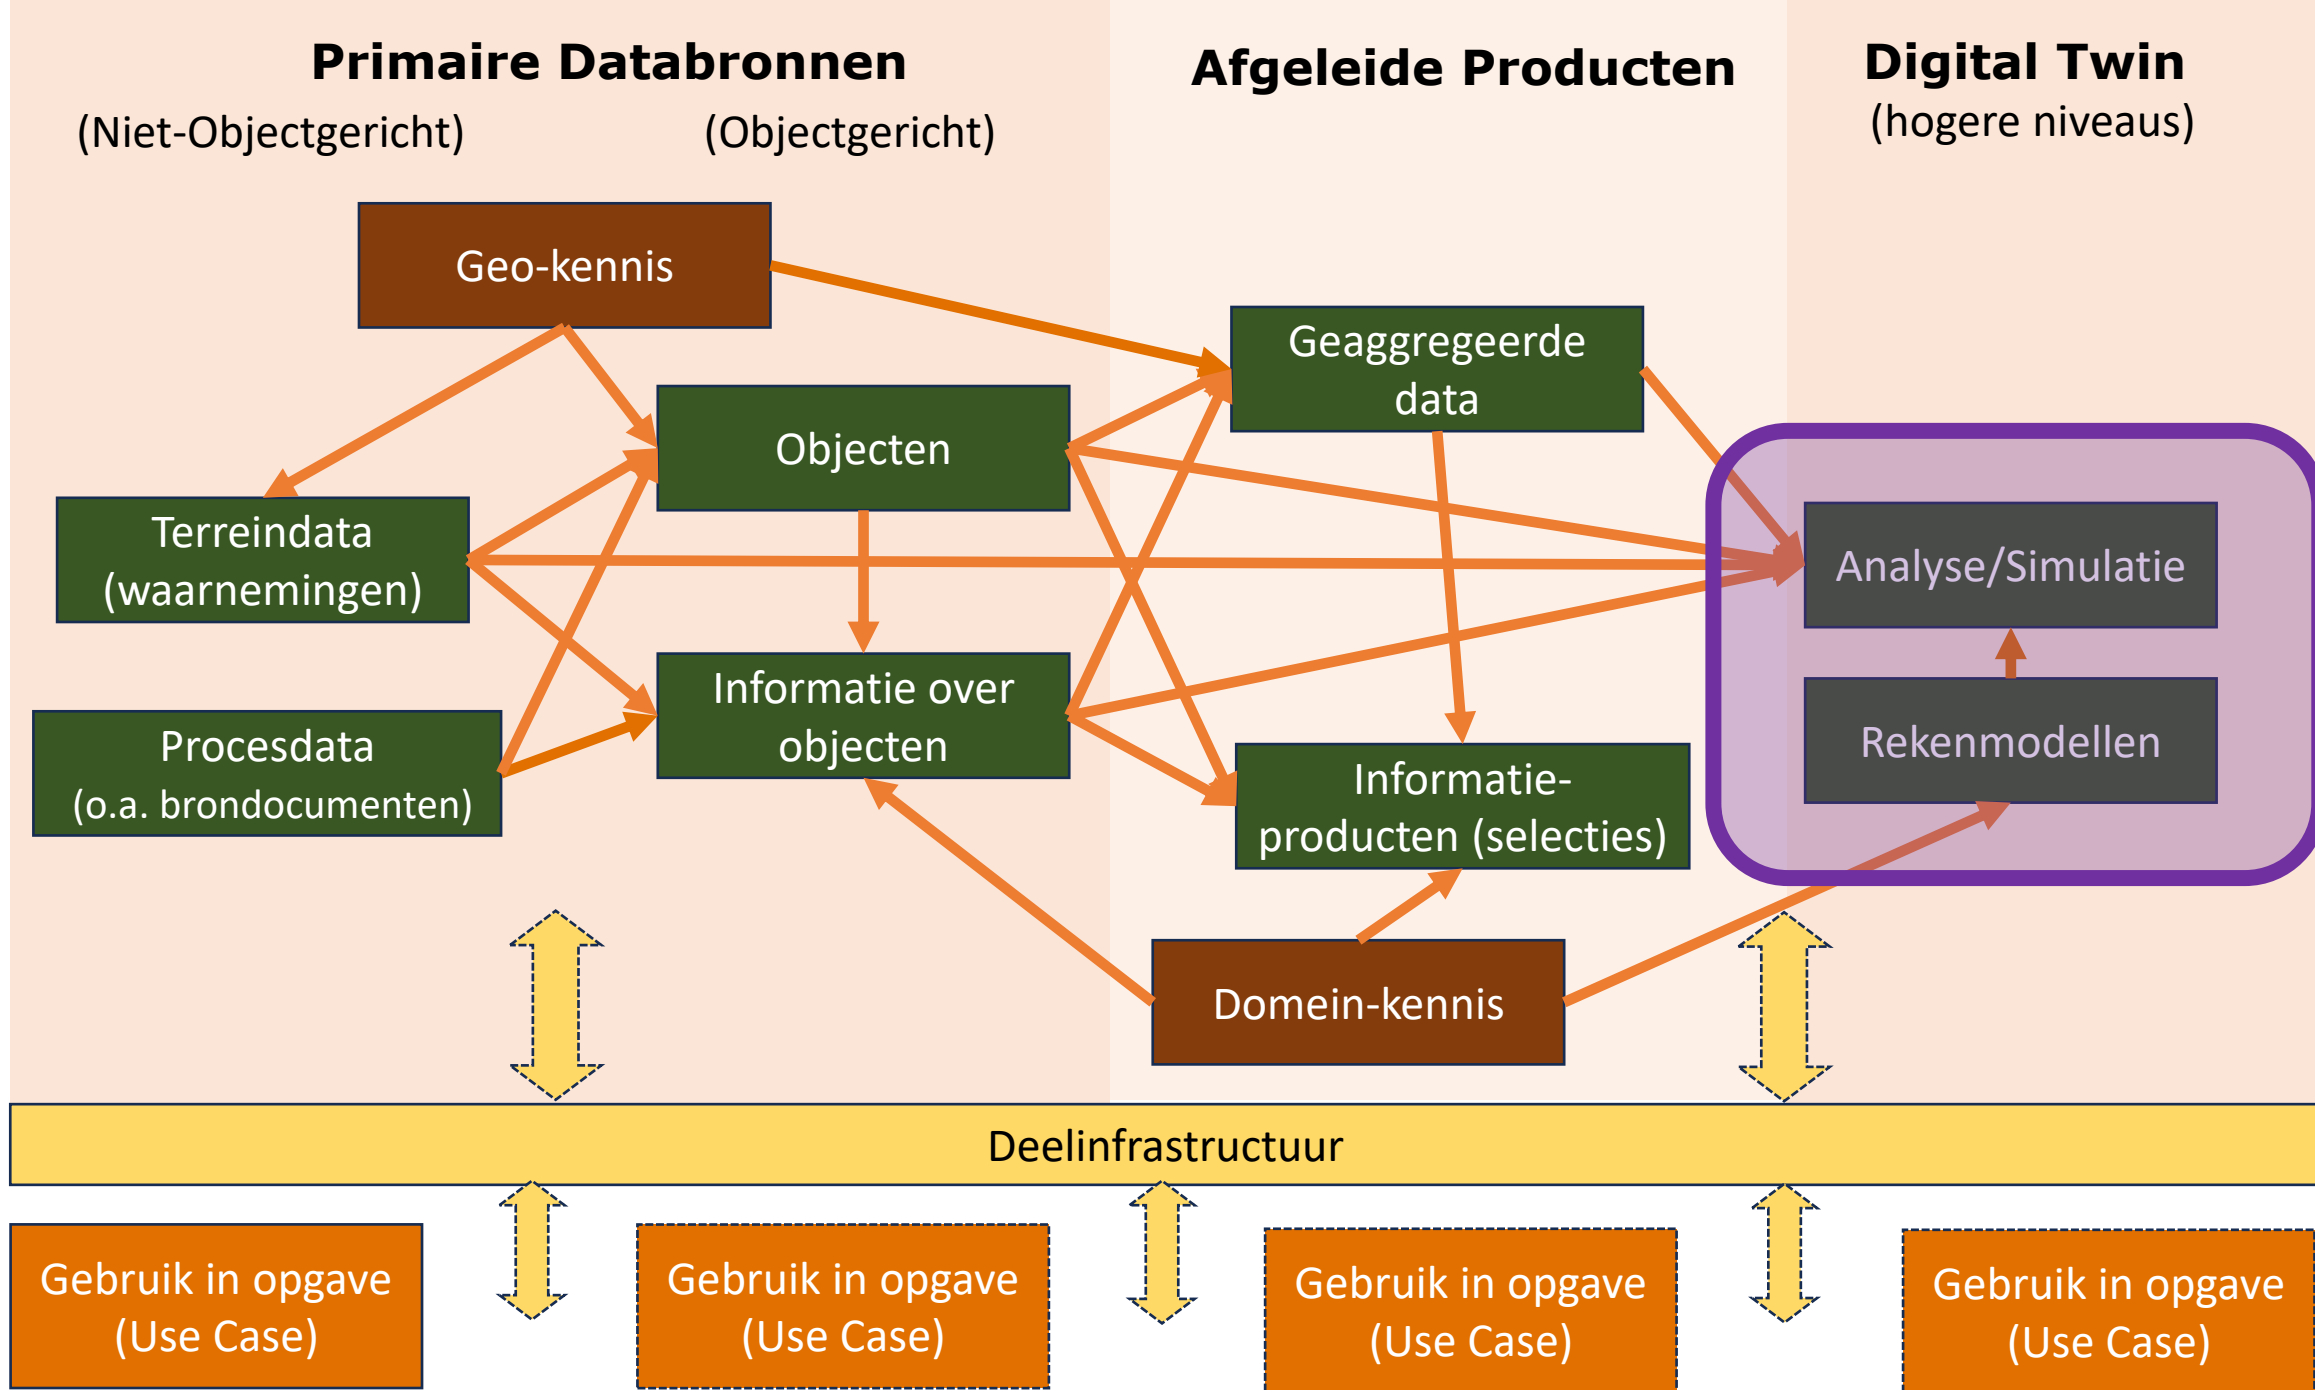 Primaire Databronnen
(Niet-Objectgericht)
(Objectgericht)
Afgeleide Producten
Digital Twin
(hogere niveaus)
Geo-kennis
Geaggregeerde
data
Objecten
Terreindata
(waarnemingen)
Analyse/Simulatie
Informatie over
objecten
Rekenmodellen
Procesdata
(o.a. brondocumenten)
Informatie-
producten (selecties)
Domein-kennis
Deelinfrastructuur
Gebruik in opgave
(Use Case)
Gebruik in opgave
(Use Case)
Gebruik in opgave
(Use Case)
Gebruik in opgave
(Use Case)